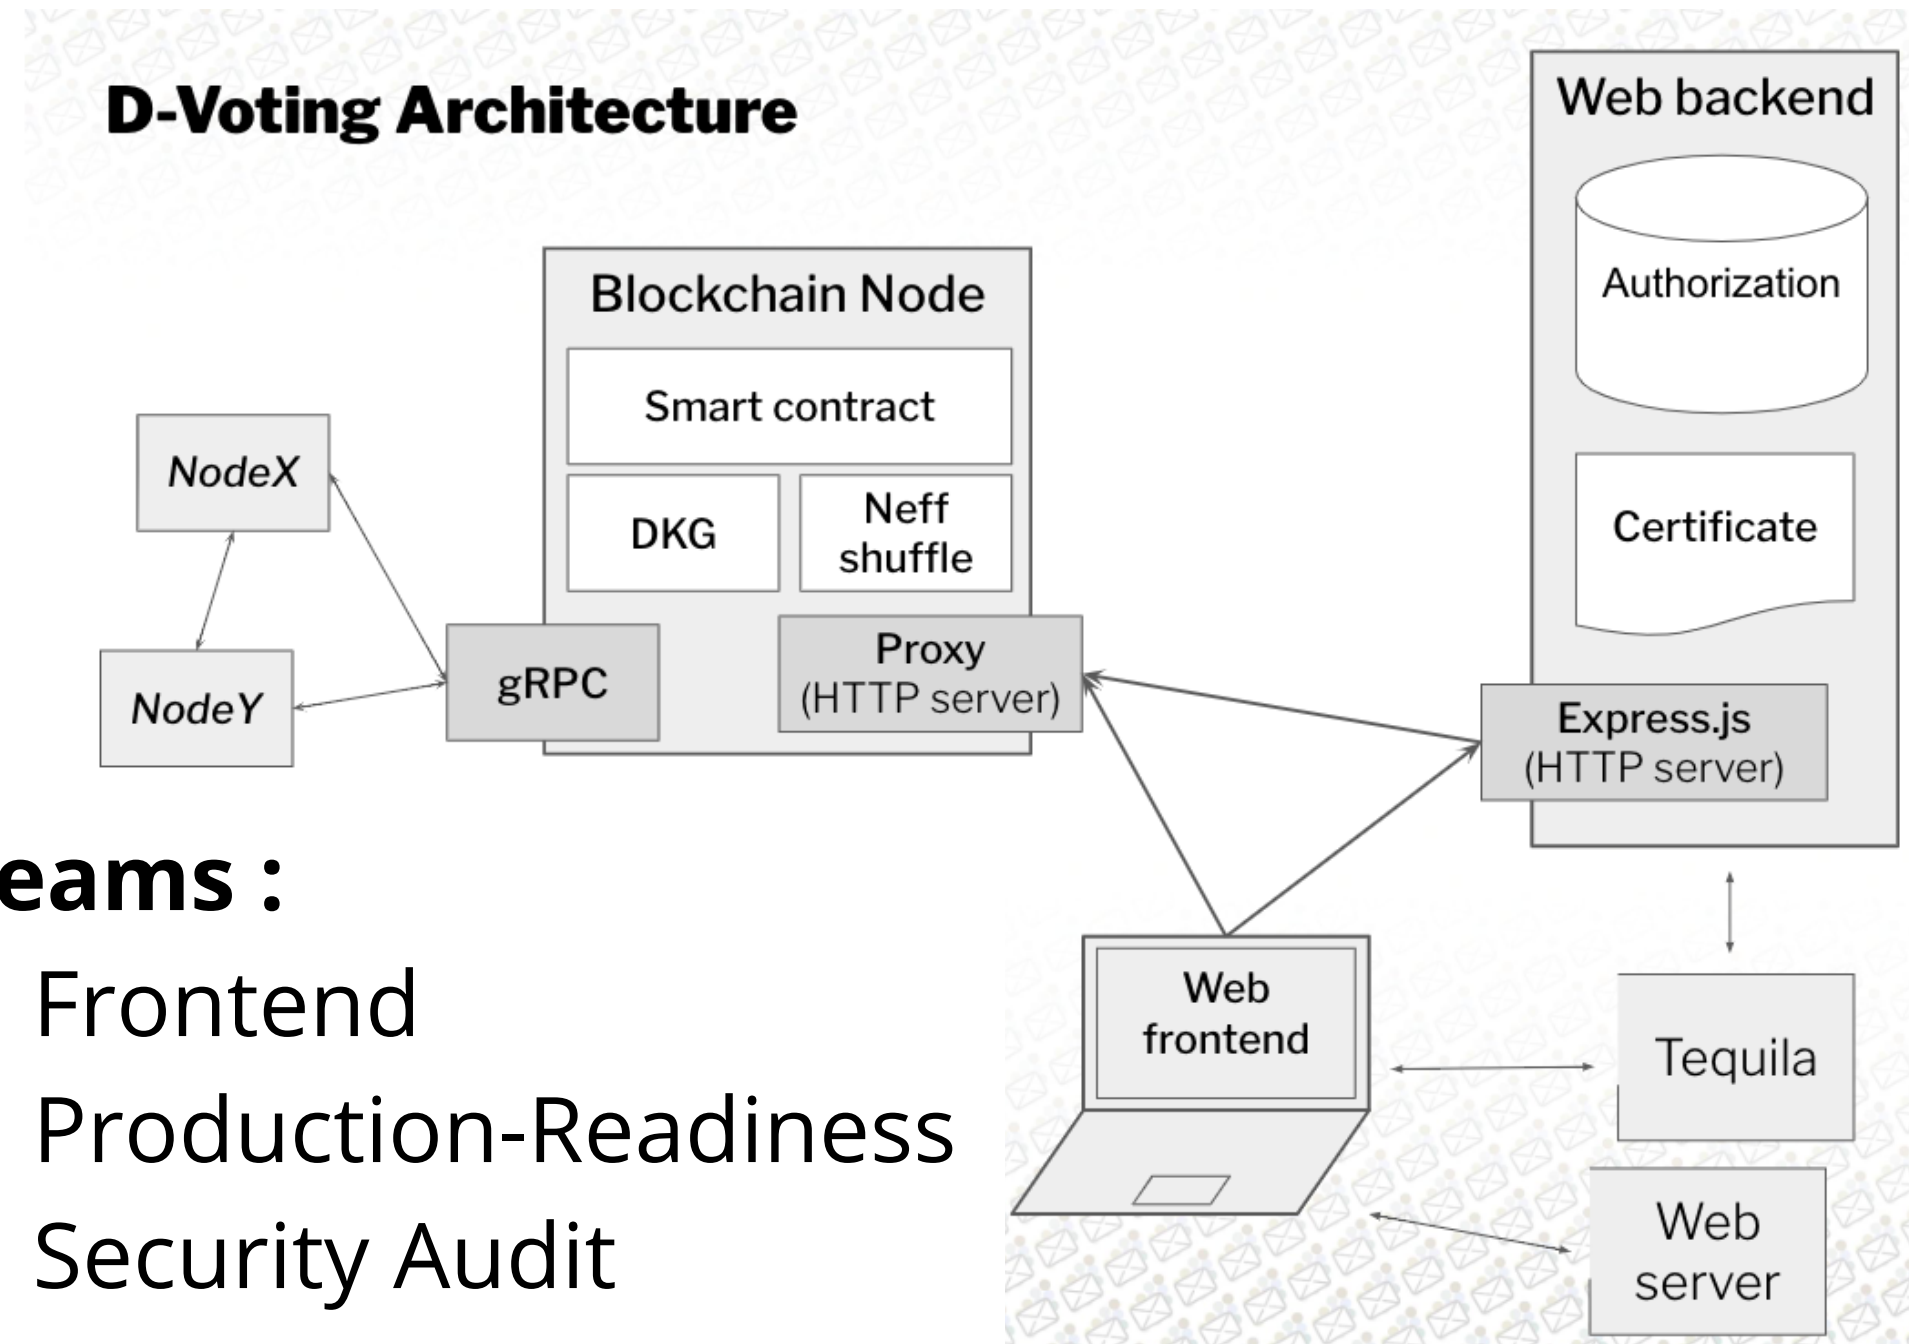 D-Voting Architecture
Web backend
Authorization
Certificate
Express.js
(HTTP server)
Blockchain Node
Smart contract
DKG
Neff
shuffle
gRPC
Proxy
(HTTP server)
NodeX
NodeY
eams :
Frontend
Production-Readiness
Security Audit
Web
frontend
Tequila
Web
server